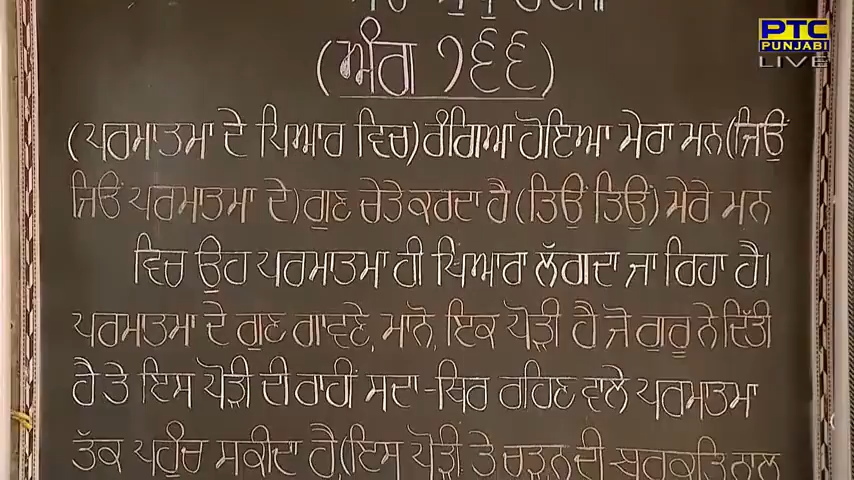 PTC
PUNJABI
LIVE
(ਅੰਗ ੧੬੬)
(ਪਰਮਾਤਮਾ ਦੇ ਪਿਆਰ ਵਿਚ) ਰੰਗਿਆ ਹੋਇਆ ਮੇਰਾ ਮਨ (ਜਿਉਂ
ਜਿਉਂ ਪਰਮਾਤਮਾ ਦੇ) ਗੁਣ ਚੇਤੇ ਕਰਦਾ ਹੈ (ਤਿਉਂ ਤਿਉਂ) ਮੇਰੇ ਮਨ
ਵਿਚ ਉਹ ਪਰਮਾਤਮਾ ਹੀ ਪਿਆਰਾ ਲੱਗਦਾ ਜਾ ਰਿਹਾ ਹੈ।
ਪਰਮਾਤਮਾ ਦੇ ਗੁਣ ਗਾਵਣੇ, ਮਾਨੋ, ਇਕ ਪੌੜੀ ਹੈ ਜੋ ਗੁਰੂ ਨੇ ਦਿੱਤੀ
ਹੈ ਤੇ ਇਸ ਪੌੜੀ ਦੀ ਰਾਹੀਂ ਸਦਾ-ਥਿਰ ਰਹਿਣ ਵਾਲੇ ਪਰਮਾਤਮਾ
ਤੱਕ ਪਹੁੰਚ ਸਕੀਦਾ ਹੈ, (ਇਸ ਪੌੜੀ ਤੇ ਚੜ੍ਹਨ ਦੀ ਬਰਕਤਿ ਨਾਲ